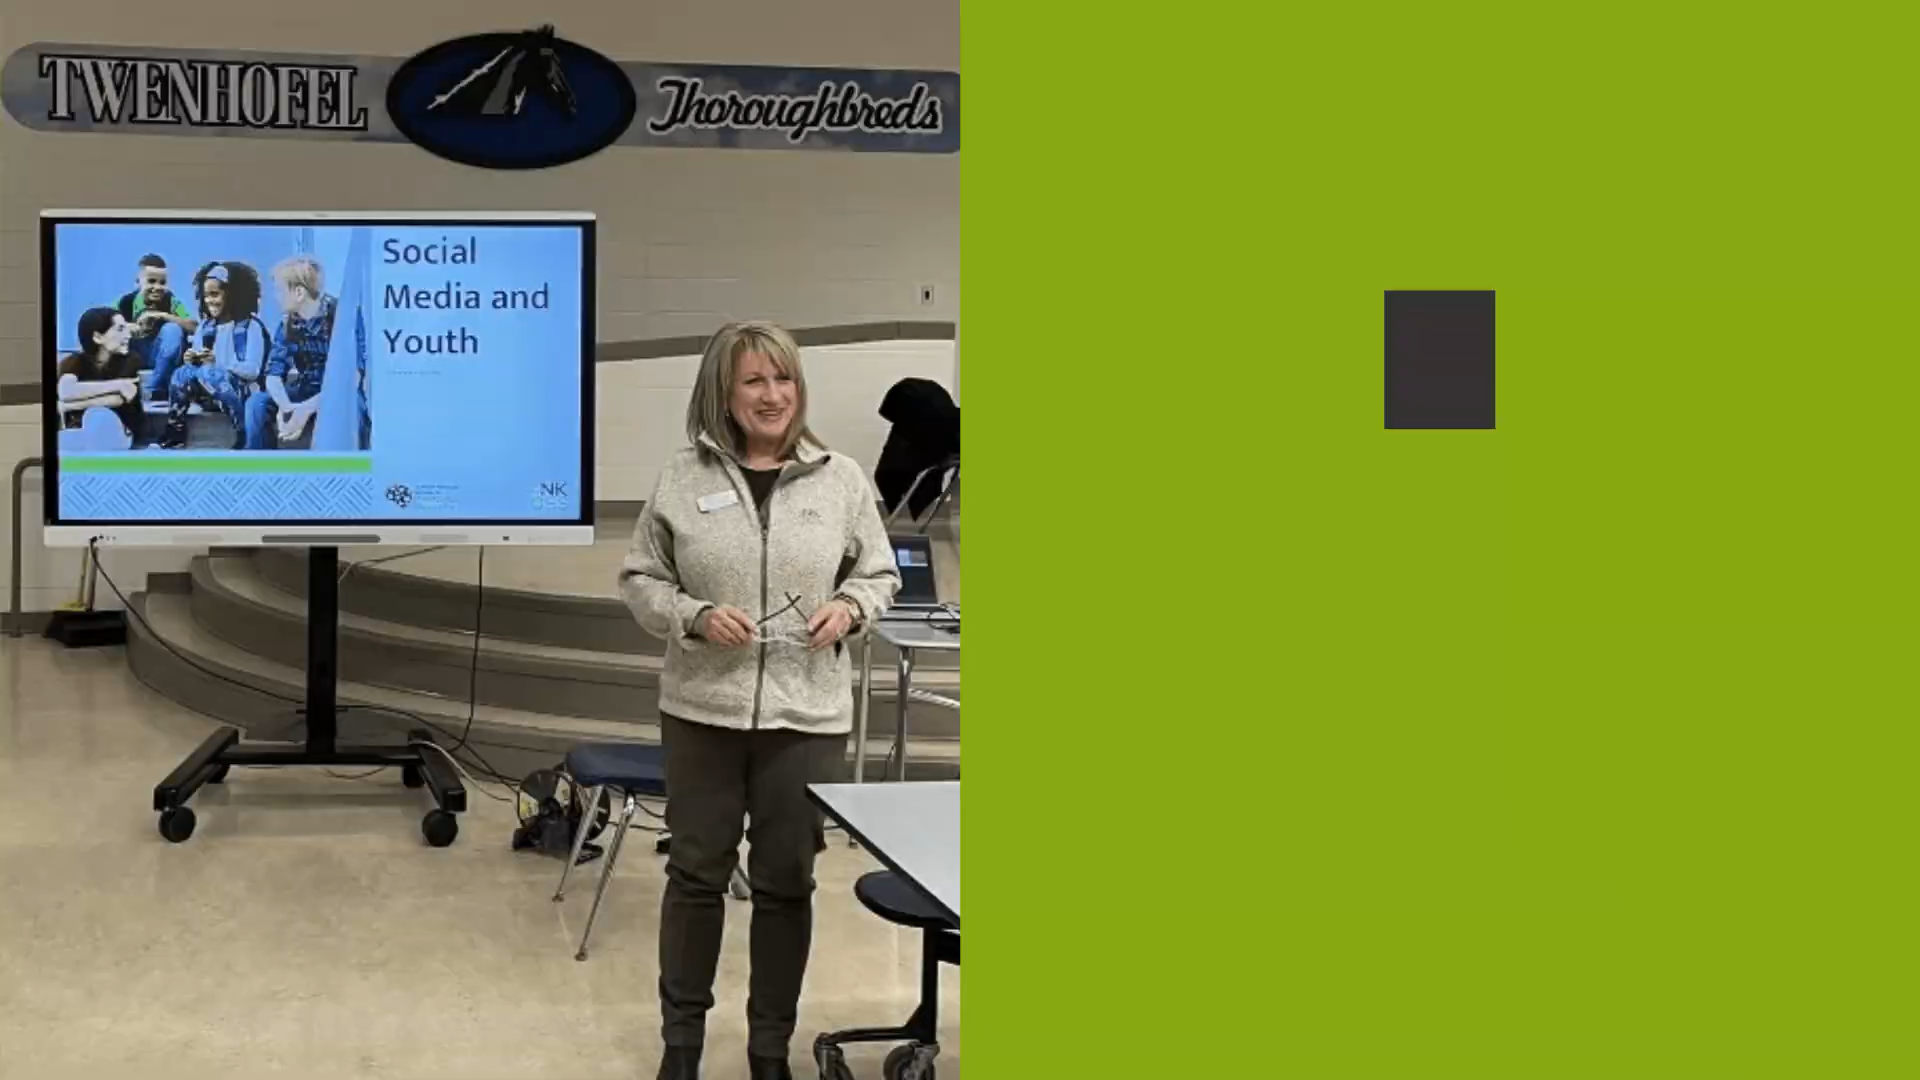 TWENHOFEL
Thoroughbreds
Social
Media and
Youth
NK